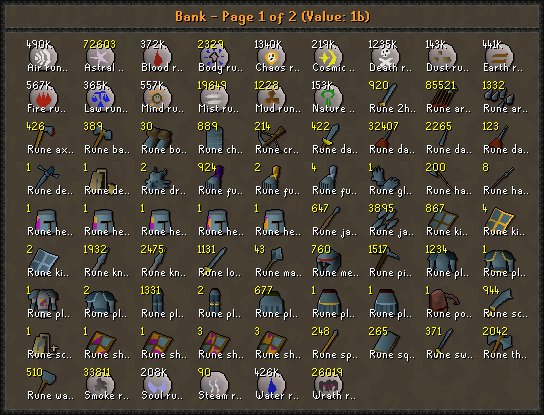 Bank - Page 1 of 2 (Value: 1b)
490K 72603 372K 2329 1340K 219K 1235K 143K 441K
Air run.. Astral.. Blood r.. Body ru.. Chaos r.. Cosmic.. Death r.. Dust ru.. Earth r..
567K 365K 557K 19649 1228 153K 920 85521 1332
Fire ru.. Law run.. Mind ru.. Mist ru.. Mud run.. Nature.. Rune 2h.. Rune ar.. Rune ar..
426 389 30 889 214 422 32407 2265 123
Rune ax.. Rune ba.. Rune bo.. Rune ch.. Rune cr.. Rune da.. Rune da.. Rune da.. Rune da..
1 1 2 924 2 4 1 200 8
Rune de.. Rune de.. Rune dr.. Rune fu.. Rune fu.. Rune fu.. Rune gl.. Rune ha.. Rune ha..
1 1 1 1 1 647 3895 867 4
Rune he.. Rune he.. Rune he.. Rune he.. Rune he.. Rune ja.. Rune ja.. Rune ki.. Rune ki..
2 1932 2475 1131 43 760 1517 1234 1
Rune ki.. Rune kn.. Rune kn.. Rune lo.. Rune ma.. Rune me.. Rune pi.. Rune pl.. Rune pl..
1 2 1331 2 677 1 1 1 944
Rune pl.. Rune pl.. Rune pl.. Rune pl.. Rune pl.. Rune pl.. Rune pl.. Rune po.. Rune sc..
1 1 1 3 3 248 265 371 2042
Rune sc.. Rune sh.. Rune sh.. Rune sh.. Rune sh.. Rune sp.. Rune sq.. Rune sw.. Rune th..
510 33811 208K 90 426K 26019
Rune wa.. Smoke r.. Soul ru.. Steam r.. Water r.. Wrath r..